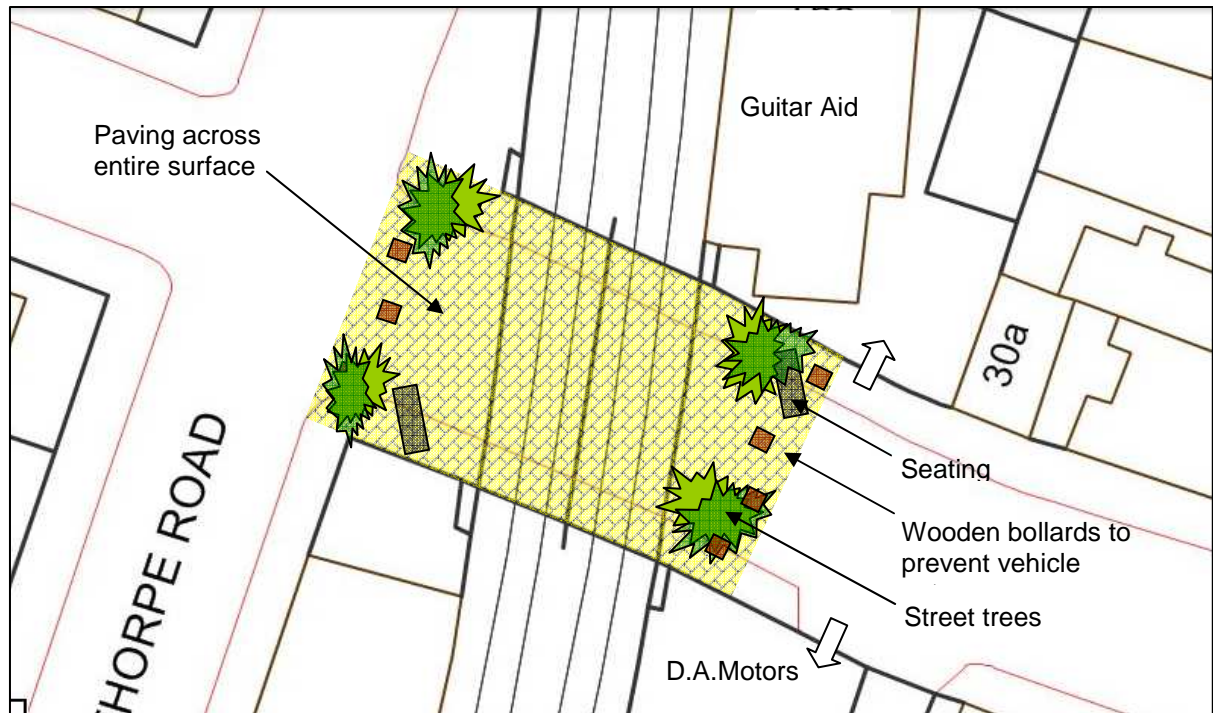 Guitar Aid
Paving across
entire surface
30a
Seating
Wooden bollards to
prevent vehicle
Street trees
THORPE ROAD
D.A.Motors